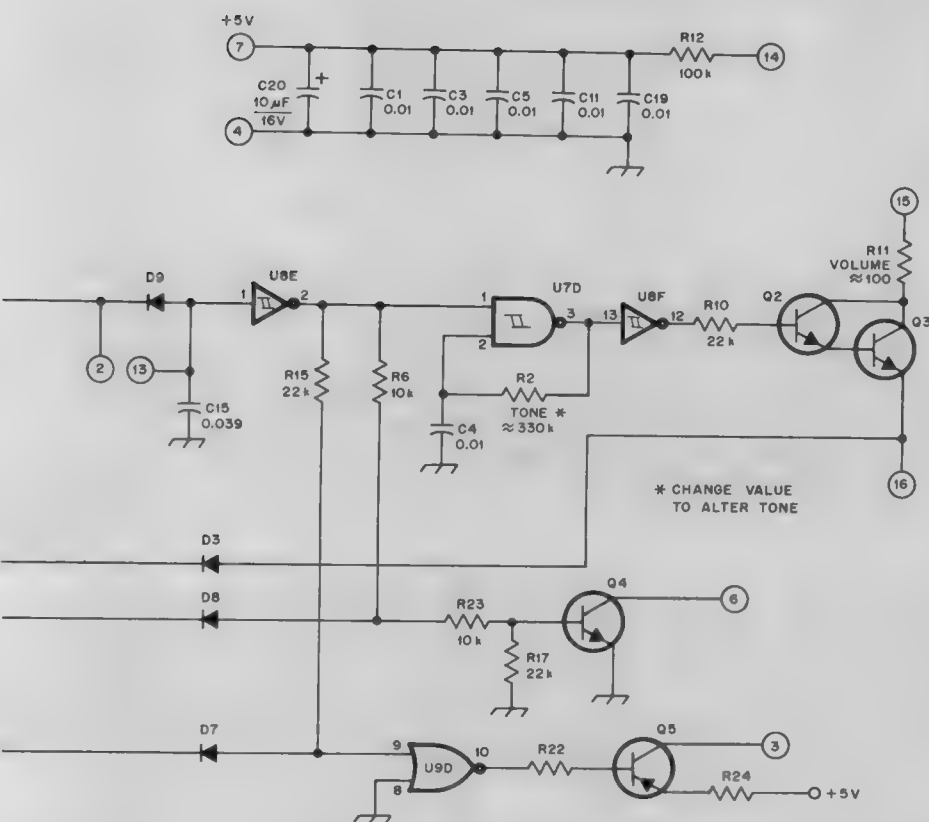 +5V
7
R12
100k
14
C20
+
10 µF
16V
C1
0.01
C3
0.01
C5
0.01
C11
0.01
C19
0.01
4
15
R11
VOLUME
≈100
D9
1
U8E
2
1
2
U7D
3
13
U8F
12
R10
22k
Q2
Q3
2
13
C15
0.039
R15
22k
R6
10k
R2
TONE *
≈330k
C4
0.01
16
* CHANGE VALUE
TO ALTER TONE
D3
D8
R23
10k
R17
22k
Q4
6
D7
9
8
U9D
10
R22
Q5
3
R24
+5V